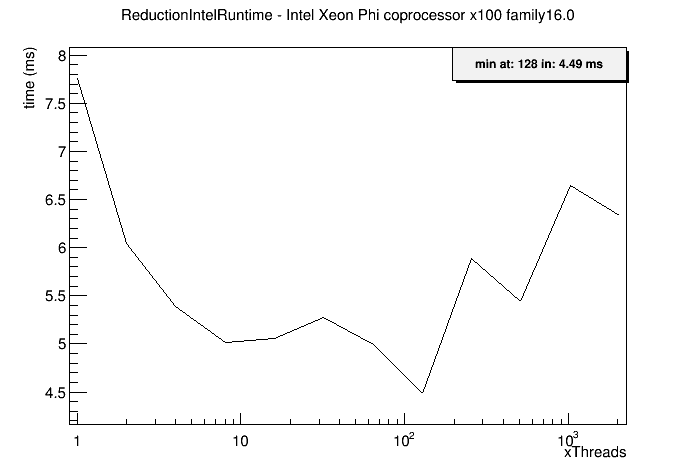 ReductionIntelRuntime - Intel Xeon Phi coprocessor x100 family16.0
time (ms)
min at: 128 in: 4.49 ms
8
7.5
7
6.5
6
5.5
5
4.5
1 10 10² 10³
xThreads